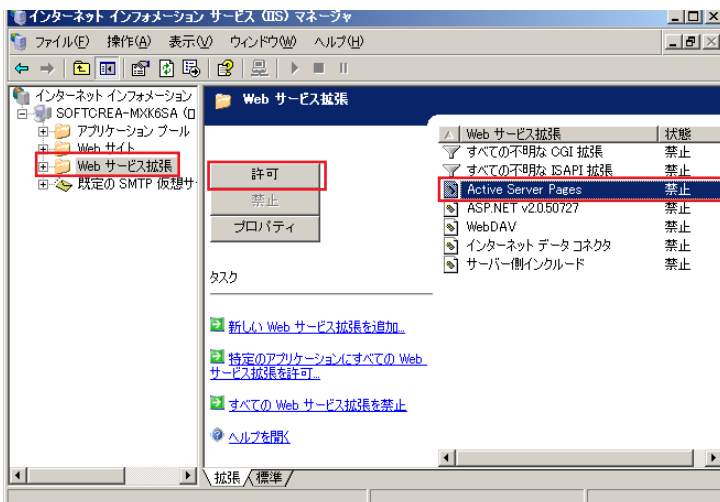 インターネット インフォメーション サービス (IIS) マネージャ
ファイル(F) 操作(A) 表示(V) ウィンドウ(W) ヘルプ(H)
インターネット インフォメーション
SOFTCREA-MXK6SA (ロ
アプリケーション プール
Web サイト
Web サービス拡張
既定の SMTP 仮想サ
Web サービス拡張
許可
禁止
プロパティ
タスク
新しい Web サービス拡張を追加...
特定のアプリケーションにすべての Web
サービス拡張を許可...
すべての Web サービス拡張を禁止
ヘルプを開く
Web サービス拡張 状態
すべての不明な CGI 拡張 禁止
すべての不明な ISAPI 拡張 禁止
Active Server Pages 禁止
ASP.NET v2.0.50727 禁止
WebDAV 禁止
インターネット データ コネクタ 禁止
サーバー側インクルード 禁止
拡張 標準